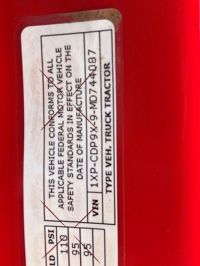 THIS VEHICLE CONFORMS TO ALL
APPLICABLE FEDERAL MOTOR VEHICLE
SAFETY STANDARDS IN EFFECT ON THE
DATE OF MANUFACTURE
VIN 1XP-CDP9X-9-MD744087
TYPE VEH. TRUCK TRACTOR
LD PSI
110
95
95